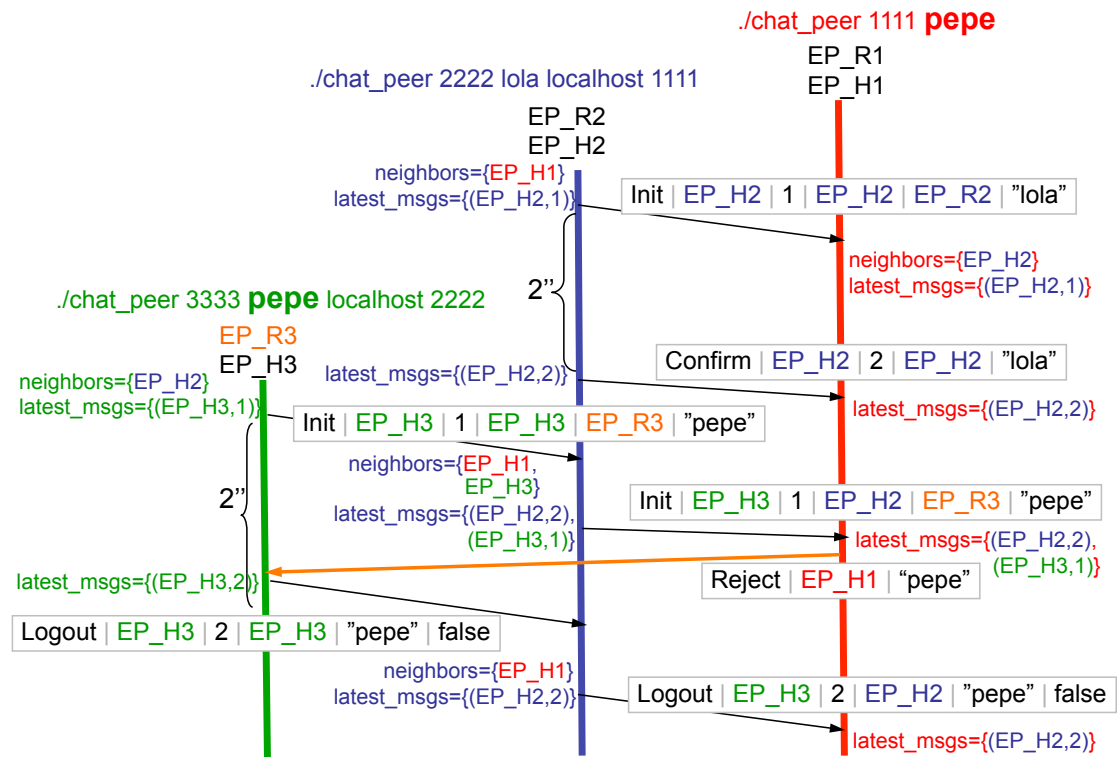 ./chat_peer 1111 pepe
EP_R1
EP_H1
./chat_peer 2222 lola localhost 1111
EP_R2
EP_H2
neighbors={EP_H1}
latest_msgs={(EP_H2,1)}
Init | EP_H2 | 1 | EP_H2 | EP_R2 | ”lola”
neighbors={EP_H2}
latest_msgs={(EP_H2,1)}
2’’
./chat_peer 3333 pepe localhost 2222
EP_R3
EP_H3
Confirm | EP_H2 | 2 | EP_H2 | ”lola”
latest_msgs={(EP_H2,2)}
neighbors={EP_H2}
latest_msgs={(EP_H3,1)}
latest_msgs={(EP_H2,2)}
Init | EP_H3 | 1 | EP_H3 | EP_R3 | ”pepe”
neighbors={EP_H1,
EP_H3}
latest_msgs={(EP_H2,2),
(EP_H3,1)}
2’’
Init | EP_H3 | 1 | EP_H2 | EP_R3 | ”pepe”
latest_msgs={(EP_H2,2),
(EP_H3,1)}
Reject | EP_H1 | “pepe”
latest_msgs={(EP_H3,2)}
Logout | EP_H3 | 2 | EP_H3 | ”pepe” | false
neighbors={EP_H1}
latest_msgs={(EP_H2,2)}
Logout | EP_H3 | 2 | EP_H2 | ”pepe” | false
latest_msgs={(EP_H2,2)}